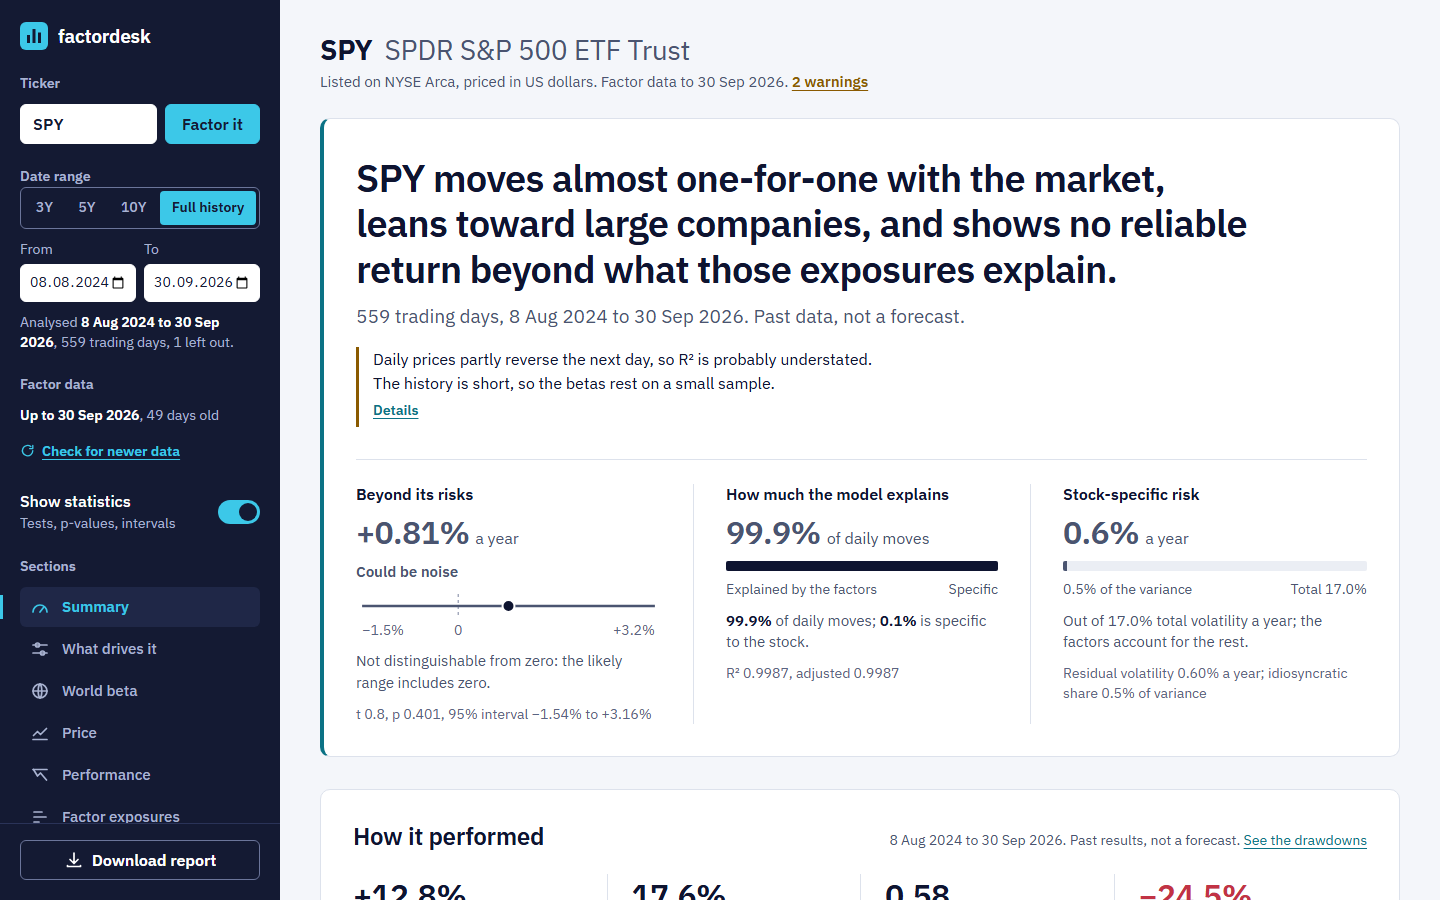 factordesk
Ticker
SPY
Factor it
Date range
3Y 5Y 10Y Full history
From To
08.08.2024 30.09.2026
Analysed 8 Aug 2024 to 30 Sep
2026, 559 trading days, 1 left out.
Factor data
Up to 30 Sep 2026, 49 days old
Check for newer data
Show statistics
Tests, p-values, intervals
Sections
Summary
What drives it
World beta
Price
Performance
Factor exposures
Download report
SPY SPDR S&P 500 ETF Trust
Listed on NYSE Arca, priced in US dollars. Factor data to 30 Sep 2026. 2 warnings
SPY moves almost one-for-one with the market,
leans toward large companies, and shows no reliable
return beyond what those exposures explain.
559 trading days, 8 Aug 2024 to 30 Sep 2026. Past data, not a forecast.
Daily prices partly reverse the next day, so R² is probably understated.
The history is short, so the betas rest on a small sample.
Details
Beyond its risks
+0.81% a year
Could be noise
−1.5% 0 +3.2%
Not distinguishable from zero: the likely
range includes zero.
t 0.8, p 0.401, 95% interval −1.54% to +3.16%
How much the model explains
99.9% of daily moves
Explained by the factors Specific
99.9% of daily moves; 0.1% is specific
to the stock.
R² 0.9987, adjusted 0.9987
Stock-specific risk
0.6% a year
0.5% of the variance Total 17.0%
Out of 17.0% total volatility a year; the
factors account for the rest.
Residual volatility 0.60% a year; idiosyncratic
share 0.5% of variance
How it performed
8 Aug 2024 to 30 Sep 2026. Past results, not a forecast. See the drawdowns
+12.8% 17.6% 0.58 −24.5%